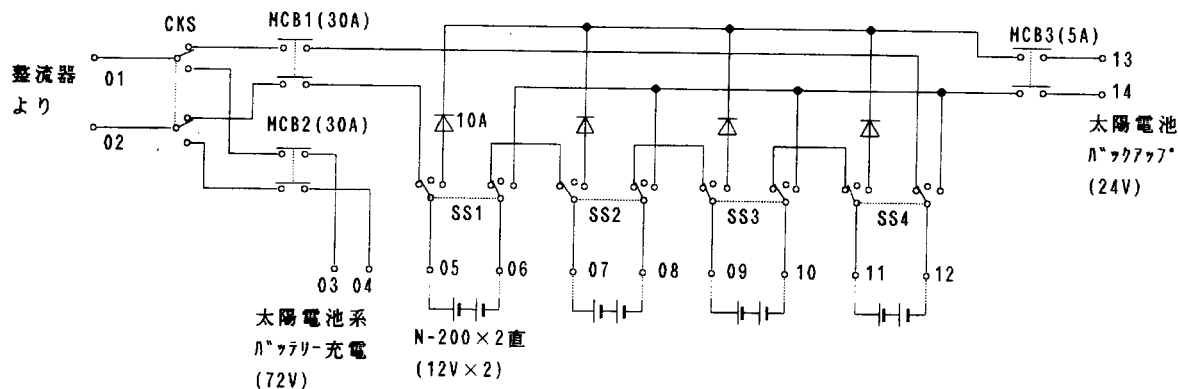 CKS
MCB1(30A)
MCB3(5A)
整流器
より
01
13
14
02
MCB2(30A)
10A
太陽電池
ﾊﾞｯｸｱｯﾌﾟ
(24V)
SS1
SS2
SS3
SS4
03
04
05
06
07
08
09
10
11
12
太陽電池系
ﾊﾞｯﾃﾘｰ充電
(72V)
N-200×2直
(12V×2)